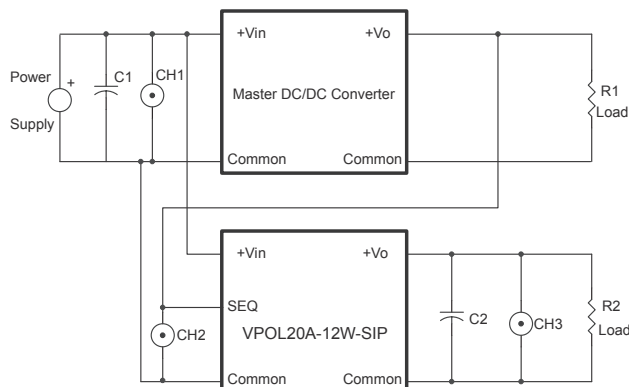 +Vin
+Vo
Power
+
C1
CH1
Master DC/DC Converter
R1
Load
Supply
Common
Common
+Vin
+Vo
SEQ
CH2
VPOL20A-12W-SIP
C2
CH3
R2
Load
Common
Common